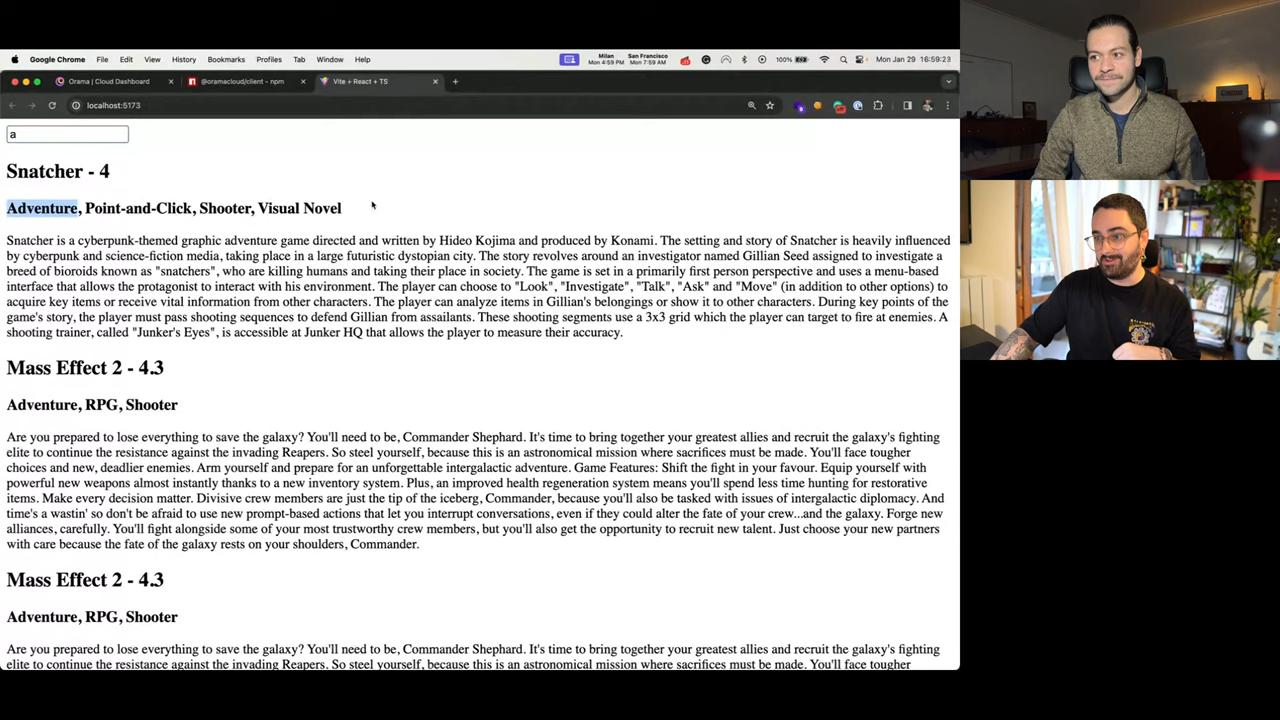 Google Chrome File Edit View History Bookmarks Profiles Tab Window Help Milan Mon 4:59 PM San Francisco Mon 7:59 AM 100% Mon Jan 29 16:59:23
Orama | Cloud Dashboard @oramacloud/client - npm Vite + React + TS
localhost:5173
a
Snatcher - 4
Adventure, Point-and-Click, Shooter, Visual Novel
Snatcher is a cyberpunk-themed graphic adventure game directed and written by Hideo Kojima and produced by Konami. The setting and story of Snatcher is heavily influenced
by cyberpunk and science-fiction media, taking place in a large futuristic dystopian city. The story revolves around an investigator named Gillian Seed assigned to investigate a
breed of bioroids known as "snatchers", who are killing humans and taking their place in society. The game is set in a primarily first person perspective and uses a menu-based
interface that allows the protagonist to interact with his environment. The player can choose to "Look", "Investigate", "Talk", "Ask" and "Move" (in addition to other options) to
acquire key items or receive vital information from other characters. The player can analyze items in Gillian's belongings or show it to other characters. During key points of the
game's story, the player must pass shooting sequences to defend Gillian from assailants. These shooting segments use a 3x3 grid which the player can target to fire at enemies. A
shooting trainer, called "Junker's Eyes", is accessible at Junker HQ that allows the player to measure their accuracy.
Mass Effect 2 - 4.3
Adventure, RPG, Shooter
Are you prepared to lose everything to save the galaxy? You'll need to be, Commander Shephard. It's time to bring together your greatest allies and recruit the galaxy's fighting
elite to continue the resistance against the invading Reapers. So steel yourself, because this is an astronomical mission where sacrifices must be made. You'll face tougher
choices and new, deadlier enemies. Arm yourself and prepare for an unforgettable intergalactic adventure. Game Features: Shift the fight in your favour. Equip yourself with
powerful new weapons almost instantly thanks to a new inventory system. Plus, an improved health regeneration system means you'll spend less time hunting for restorative
items. Make every decision matter. Divisive crew members are just the tip of the iceberg, Commander, because you'll also be tasked with issues of intergalactic diplomacy. And
time's a wastin' so don't be afraid to use new prompt-based actions that let you interrupt conversations, even if they could alter the fate of your crew...and the galaxy. Forge new
alliances, carefully. You'll fight alongside some of your most trustworthy crew members, but you'll also get the opportunity to recruit new talent. Just choose your new partners
with care because the fate of the galaxy rests on your shoulders, Commander.
Mass Effect 2 - 4.3
Adventure, RPG, Shooter
Are you prepared to lose everything to save the galaxy? You'll need to be, Commander Shephard. It's time to bring together your greatest allies and recruit the galaxy's fighting
elite to continue the resistance against the invading Reapers. So steel yourself, because this is an astronomical mission where sacrifices must be made. You'll face tougher